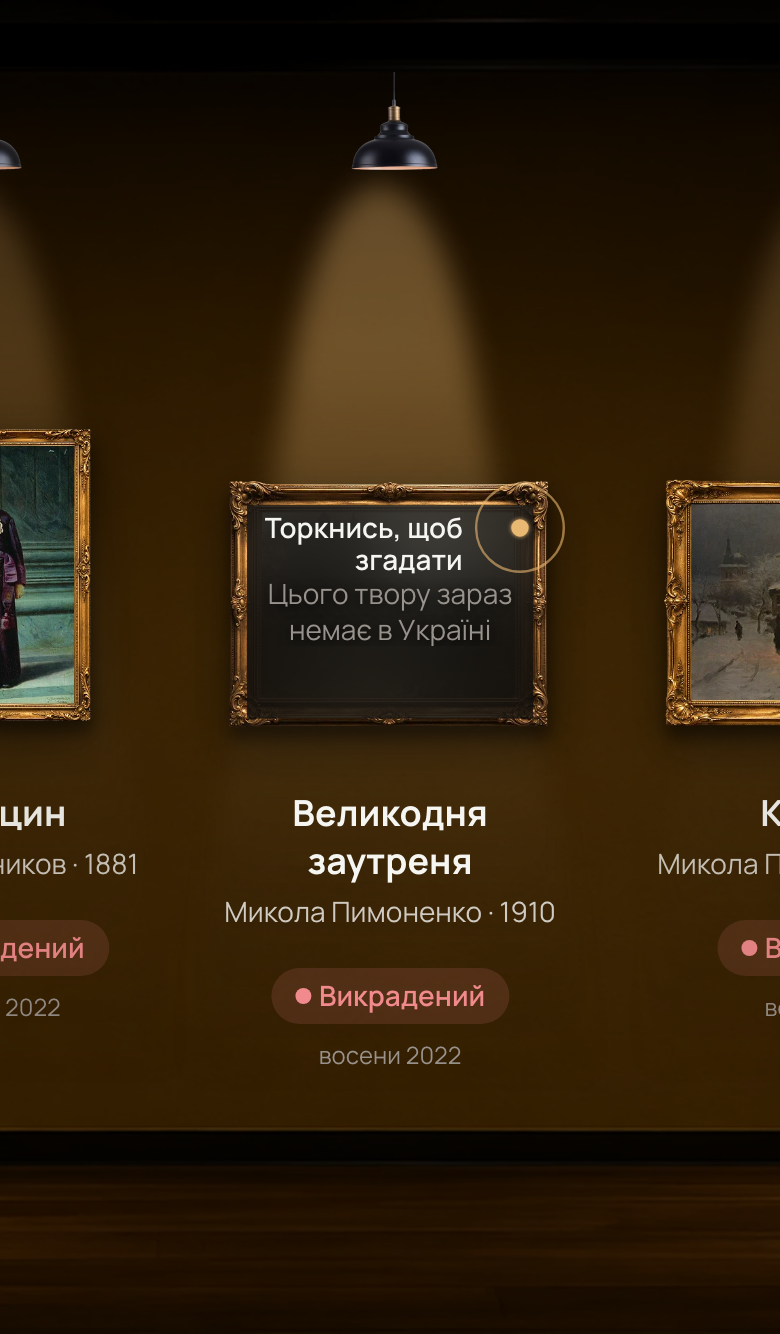 Торкнись, щоб
згадати
Цього твору зараз
немає в Україні
цин
ников · 1881
дений
2022
Великодня
заутреня
Микола Пимоненко · 1910
Викрадений
восени 2022
К
Микола П
В
во